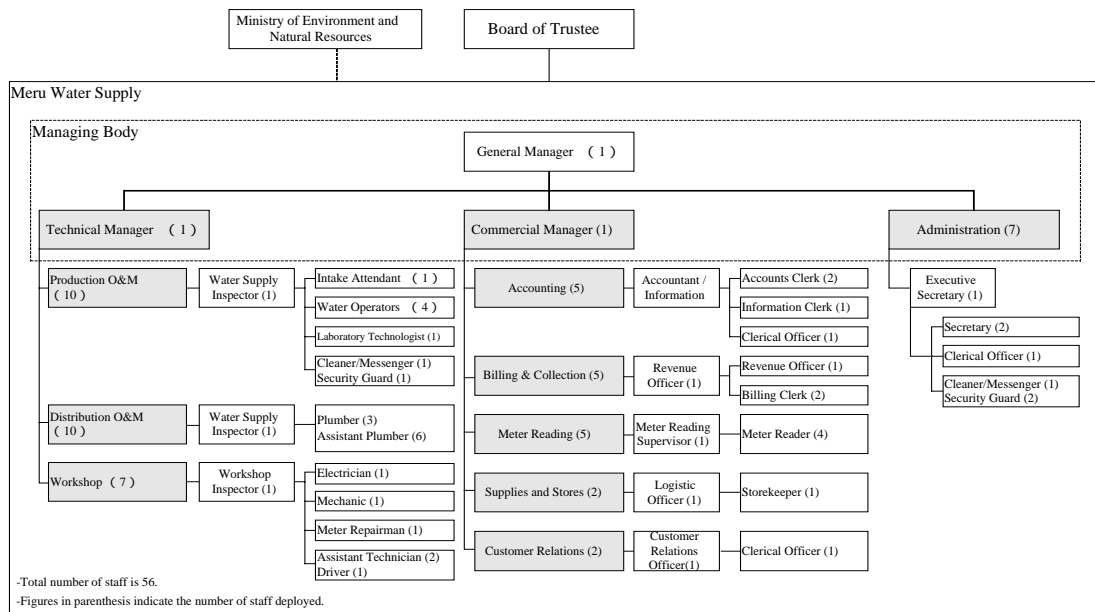 Ministry of Environment and
Natural Resources
Board of Trustee
Meru Water Supply
Managing Body
General Manager ( 1 )
Technical Manager ( 1 )
Commercial Manager (1)
Administration (7)
Production O&M
( 10 )
Water Supply
Inspector (1)
Intake Attendant ( 1 )
Water Operators ( 4 )
Laboratory Technologist (1)
Cleaner/Messenger (1)
Security Guard (1)
Distribution O&M
( 10 )
Water Supply
Inspector (1)
Plumber (3)
Assistant Plumber (6)
Workshop ( 7 )
Workshop
Inspector (1)
Electrician (1)
Mechanic (1)
Meter Repairman (1)
Assistant Technician (2)
Driver (1)
Accounting (5)
Accountant /
Information
Accounts Clerk (2)
Information Clerk (1)
Clerical Officer (1)
Billing & Collection (5)
Revenue
Officer (1)
Revenue Officer (1)
Billing Clerk (2)
Meter Reading (5)
Meter Reading
Supervisor (1)
Meter Reader (4)
Supplies and Stores (2)
Logistic
Officer (1)
Storekeeper (1)
Customer Relations (2)
Customer
Relations
Officer(1)
Clerical Officer (1)
Executive
Secretary (1)
Secretary (2)
Clerical Officer (1)
Cleaner/Messenger (1)
Security Guard (2)
-Total number of staff is 56.
-Figures in parenthesis indicate the number of staff deployed.